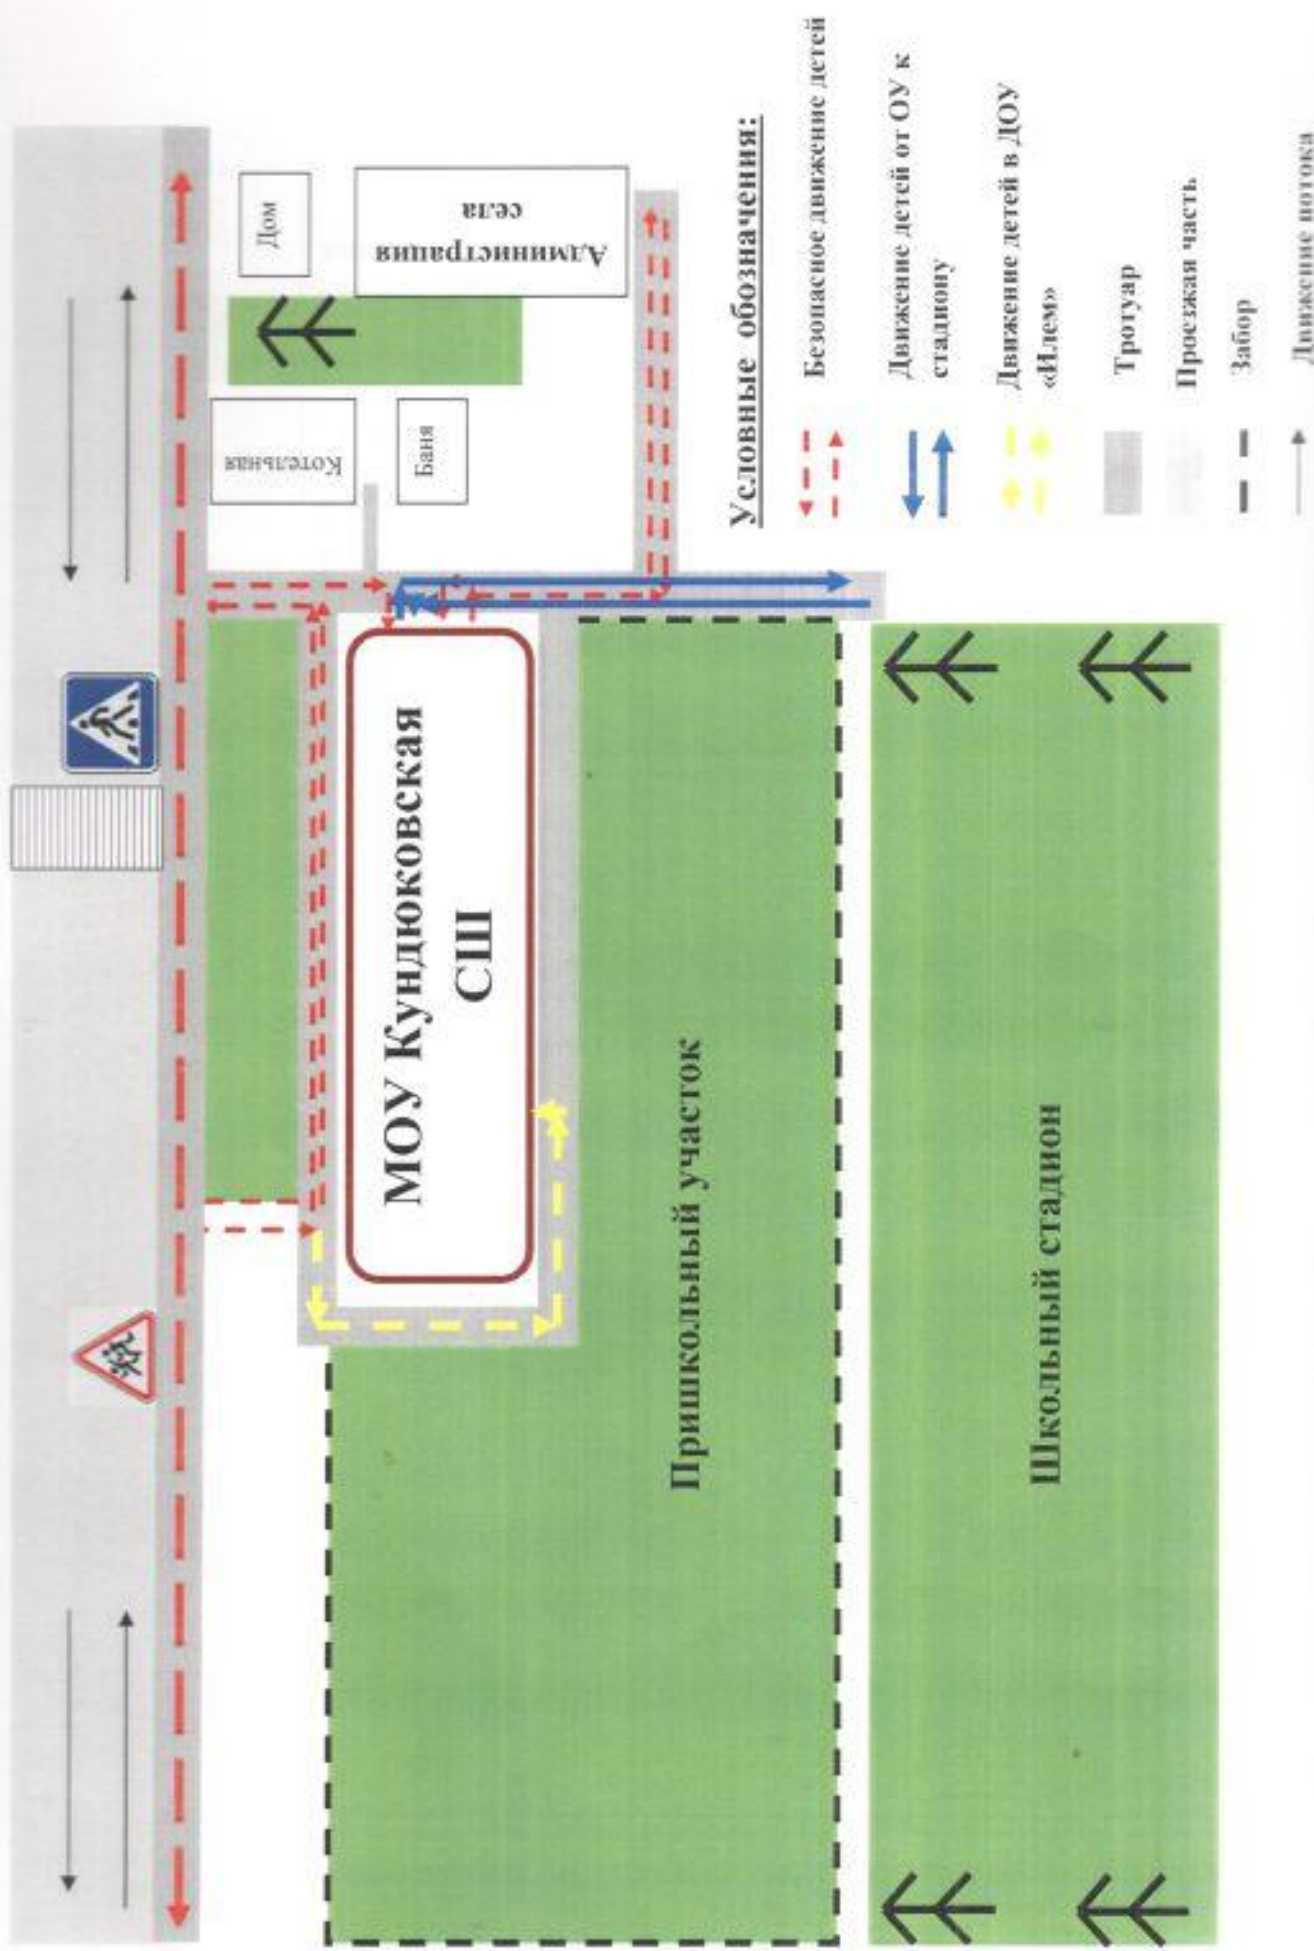 МОУ Кундюковская
СШ
Пришкольный участок
Школьный стадион
Котельная
Баня
Дом
Администрация
села
Условные обозначения:
Безопасное движение детей
Движение детей от ОУ к
стадиону
Движение детей в ДОУ
«Илем»
Тротуар
Проезжая часть
Забор
Движение потока